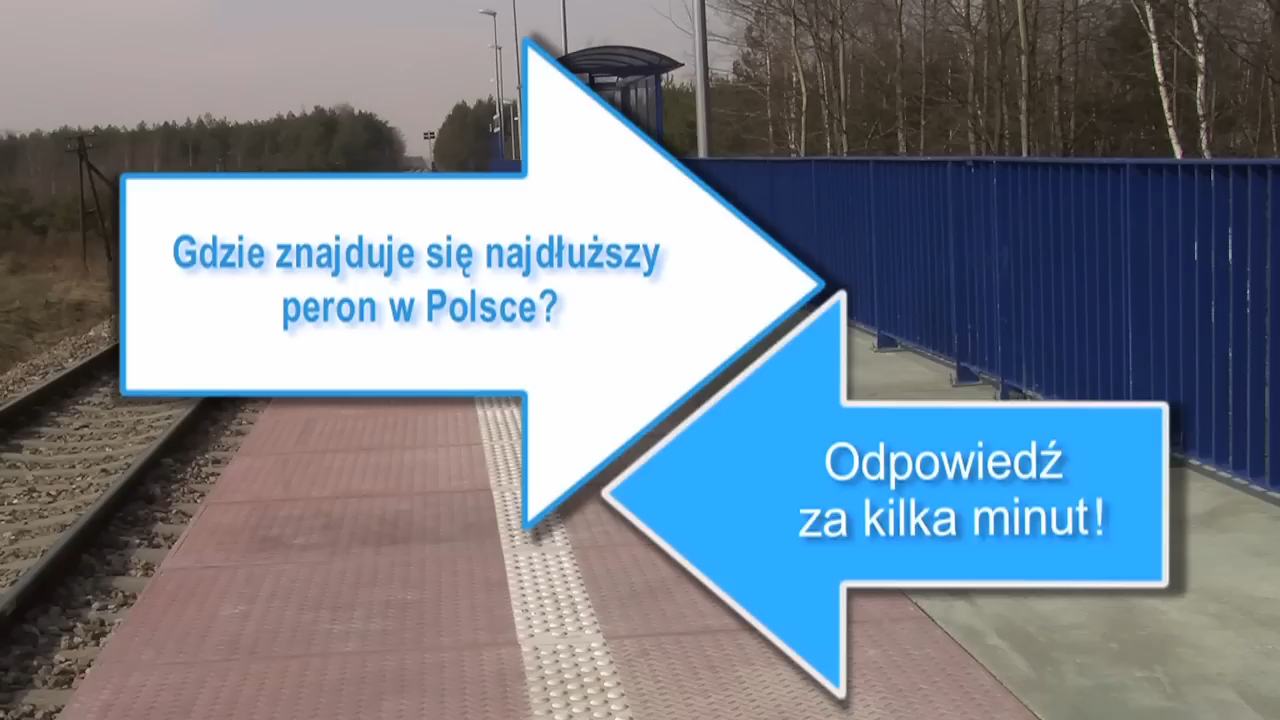 Gdzie znajduje się najdłuższy
peron w Polsce?
Odpowiedź
za kilka minut!